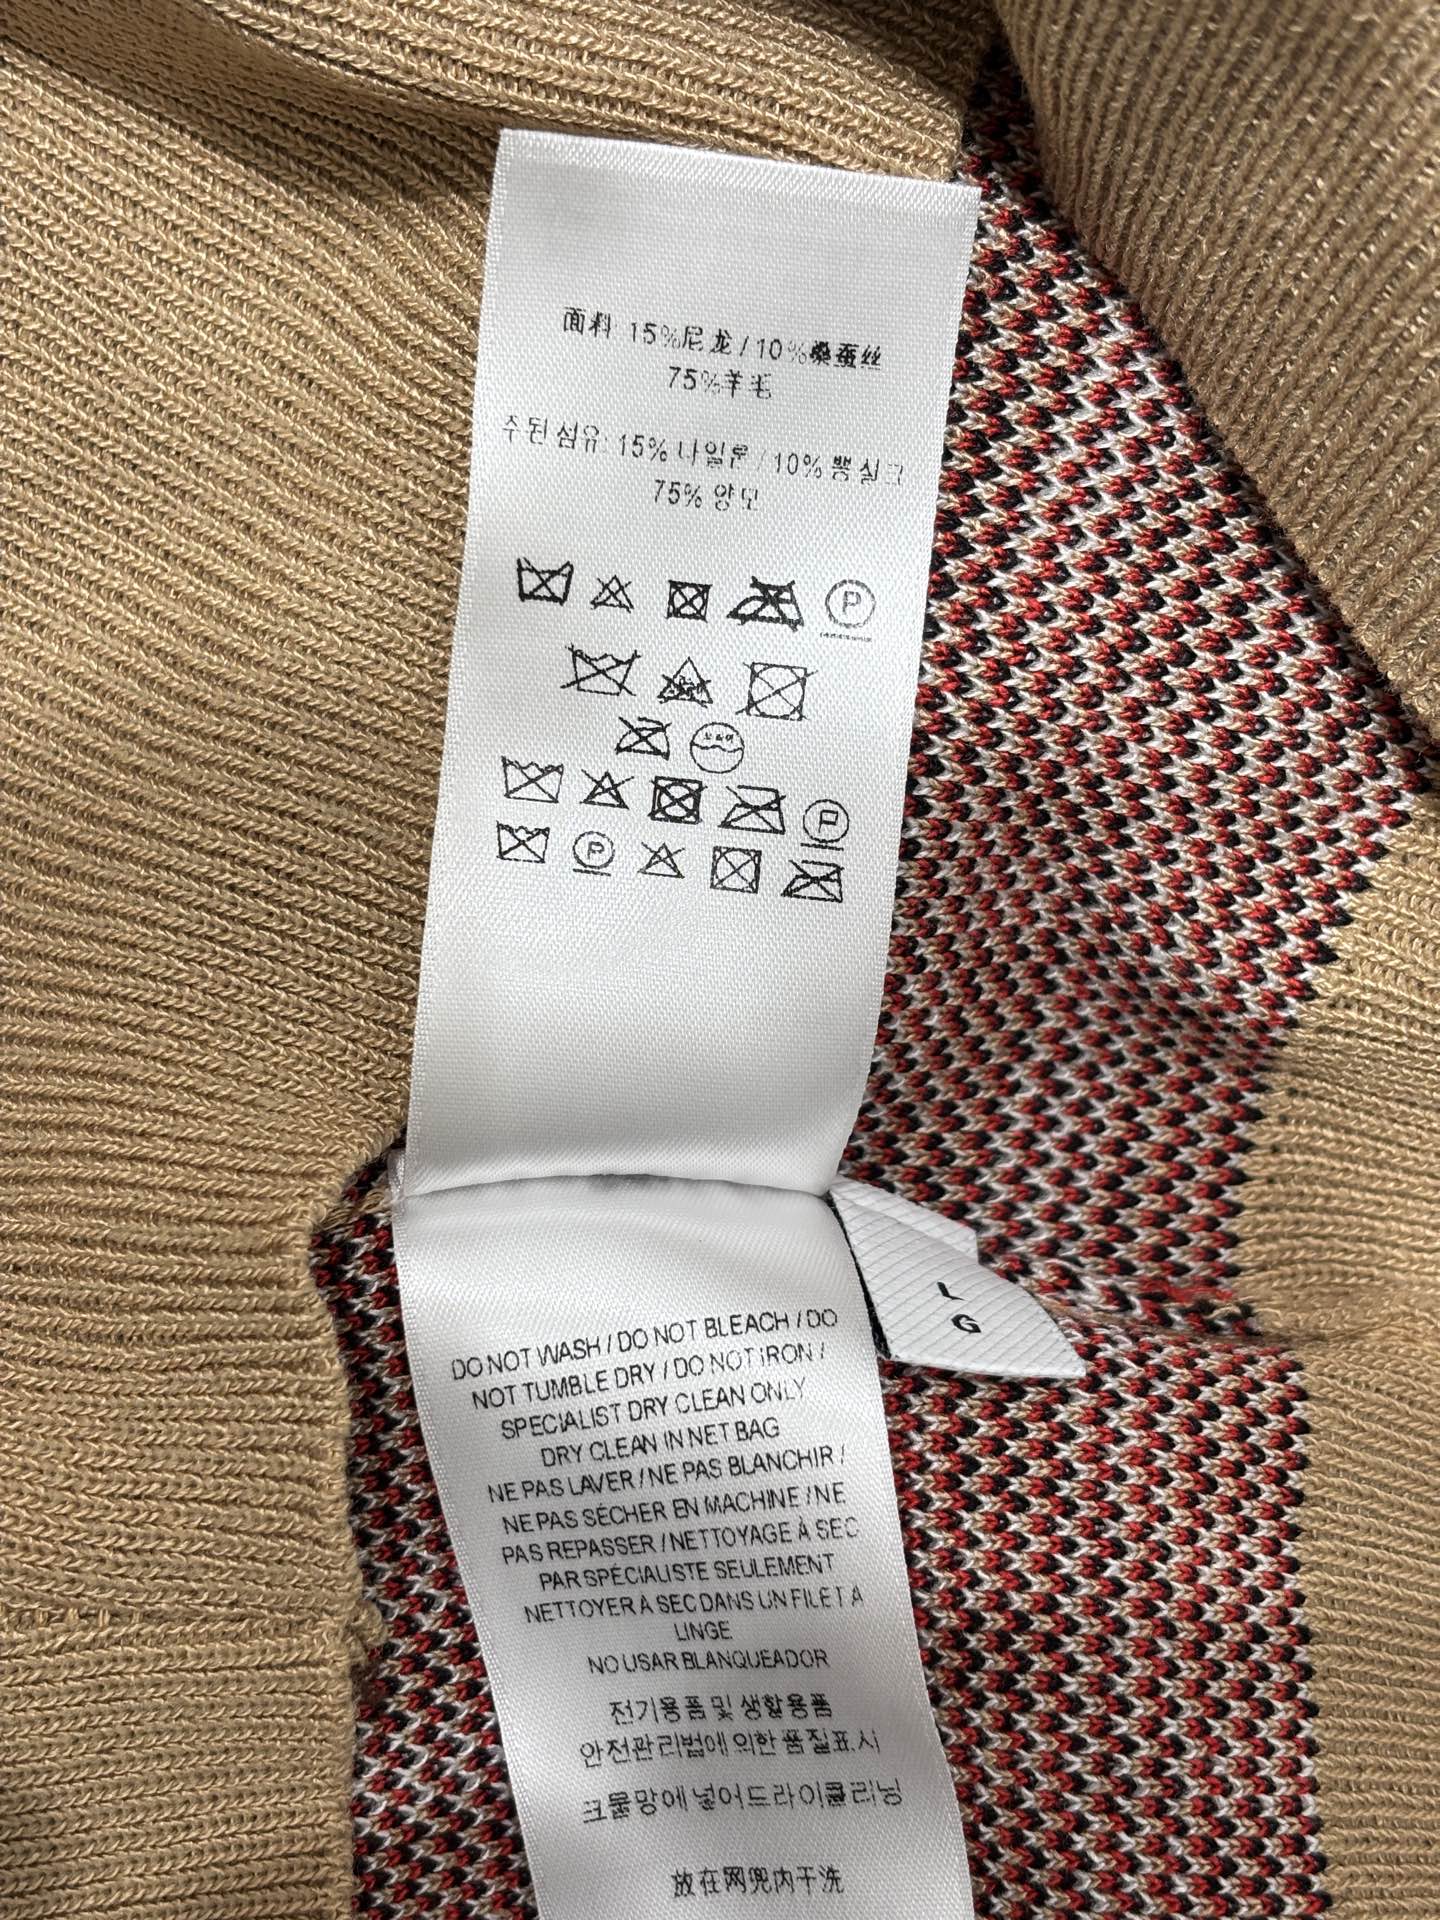 面料: 15%尼龙 / 10%桑蚕丝
75%羊毛
주된 섬유: 15% 나일론 / 10% 뽕 실크
75% 양모
P
P
P
L
G
DO NOT WASH / DO NOT BLEACH / DO
NOT TUMBLE DRY / DO NOT IRON /
SPECIALIST DRY CLEAN ONLY
DRY CLEAN IN NET BAG
NE PAS LAVER / NE PAS BLANCHIR /
NE PAS SÉCHER EN MACHINE / NE
PAS REPASSER / NETTOYAGE À SEC
PAR SPÉCIALISTE SEULEMENT
NETTOYER A SEC DANS UN FILET A
LINGE
NO USAR BLANQUEADOR
전기용품 및 생활용품
안전관리법에 의한 품질표시
그물망에 넣어 드라이클리닝
放在网兜内干洗